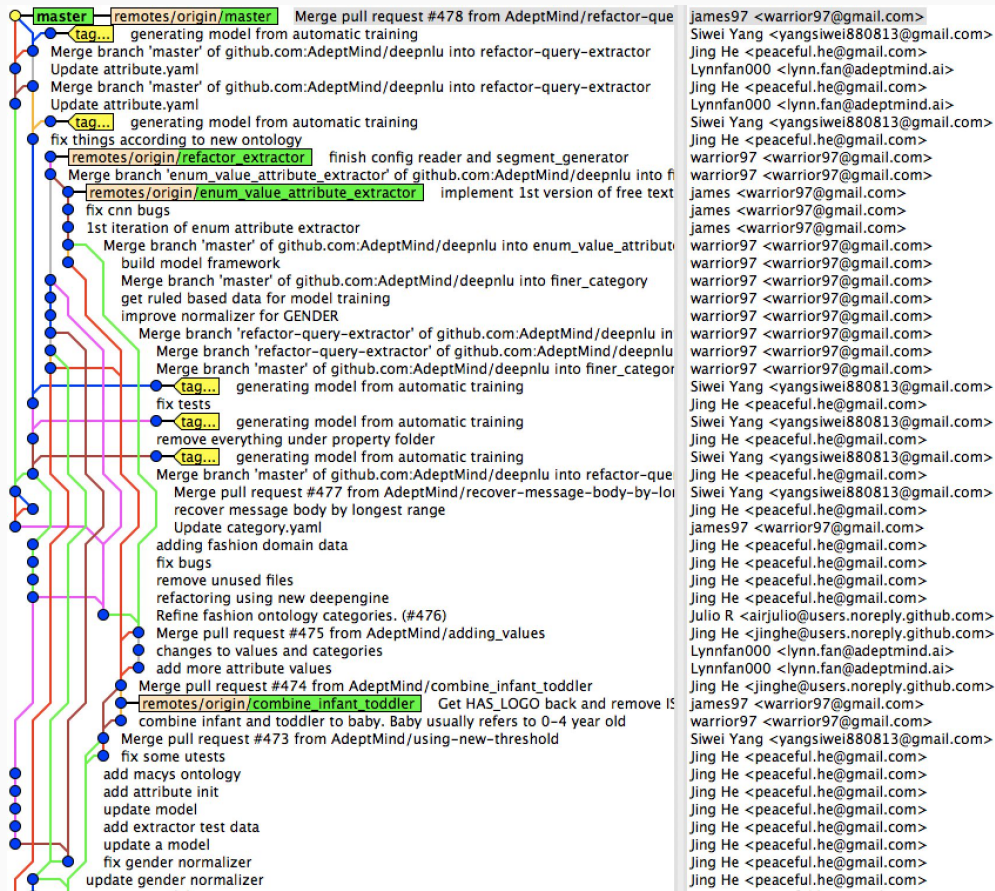 master remotes/origin/master Merge pull request #478 from AdeptMind/refactor-que james97 <warrior97@gmail.com>
tag... generating model from automatic training Siwei Yang <yangsiwei880813@gmail.com>
Merge branch 'master' of github.com:AdeptMind/deepnlu into refactor-query-extractor Jing He <peaceful.he@gmail.com>
Update attribute.yaml Lynnfan000 <lynn.fan@adeptmind.ai>
Merge branch 'master' of github.com:AdeptMind/deepnlu into refactor-query-extractor Jing He <peaceful.he@gmail.com>
Update attribute.yaml Lynnfan000 <lynn.fan@adeptmind.ai>
tag... generating model from automatic training Siwei Yang <yangsiwei880813@gmail.com>
fix things according to new ontology Jing He <peaceful.he@gmail.com>
remotes/origin/refactor_extractor finish config reader and segment_generator warrior97 <warrior97@gmail.com>
Merge branch 'enum_value_attribute_extractor' of github.com:AdeptMind/deepnlu into fi warrior97 <warrior97@gmail.com>
remotes/origin/enum_value_attribute_extractor implement 1st version of free text james <warrior97@gmail.com>
fix cnn bugs james <warrior97@gmail.com>
1st iteration of enum attribute extractor james <warrior97@gmail.com>
Merge branch 'master' of github.com:AdeptMind/deepnlu into enum_value_attribute warrior97 <warrior97@gmail.com>
build model framework warrior97 <warrior97@gmail.com>
Merge branch 'master' of github.com:AdeptMind/deepnlu into finer_category warrior97 <warrior97@gmail.com>
get ruled based data for model training warrior97 <warrior97@gmail.com>
improve normalizer for GENDER warrior97 <warrior97@gmail.com>
Merge branch 'refactor-query-extractor' of github.com:AdeptMind/deepnlu in warrior97 <warrior97@gmail.com>
Merge branch 'refactor-query-extractor' of github.com:AdeptMind/deepnlu warrior97 <warrior97@gmail.com>
Merge branch 'master' of github.com:AdeptMind/deepnlu into finer_categor warrior97 <warrior97@gmail.com>
tag... generating model from automatic training Siwei Yang <yangsiwei880813@gmail.com>
fix tests Jing He <peaceful.he@gmail.com>
tag... generating model from automatic training Siwei Yang <yangsiwei880813@gmail.com>
remove everything under property folder Jing He <peaceful.he@gmail.com>
tag... generating model from automatic training Siwei Yang <yangsiwei880813@gmail.com>
Merge branch 'master' of github.com:AdeptMind/deepnlu into refactor-que Jing He <peaceful.he@gmail.com>
Merge pull request #477 from AdeptMind/recover-message-body-by-lo Siwei Yang <yangsiwei880813@gmail.com>
recover message body by longest range Jing He <peaceful.he@gmail.com>
Update category.yaml james97 <warrior97@gmail.com>
adding fashion domain data Jing He <peaceful.he@gmail.com>
fix bugs Jing He <peaceful.he@gmail.com>
remove unused files Jing He <peaceful.he@gmail.com>
refactoring using new deepengine Jing He <peaceful.he@gmail.com>
Refine fashion ontology categories. (#476) Julio R <airjulio@users.noreply.github.com>
Merge pull request #475 from AdeptMind/adding_values Jing He <jinghe@users.noreply.github.com>
changes to values and categories Lynnfan000 <lynn.fan@adeptmind.ai>
add more attribute values Lynnfan000 <lynn.fan@adeptmind.ai>
Merge pull request #474 from AdeptMind/combine_infant_toddler Jing He <jinghe@users.noreply.github.com>
remotes/origin/combine_infant_toddler Get HAS_LOGO back and remove IS james97 <warrior97@gmail.com>
combine infant and toddler to baby. Baby usually refers to 0-4 year old warrior97 <warrior97@gmail.com>
Merge pull request #473 from AdeptMind/using-new-threshold Siwei Yang <yangsiwei880813@gmail.com>
fix some utests Jing He <peaceful.he@gmail.com>
add macys ontology Jing He <peaceful.he@gmail.com>
add attribute init Jing He <peaceful.he@gmail.com>
update model Jing He <peaceful.he@gmail.com>
add extractor test data Jing He <peaceful.he@gmail.com>
update a model Jing He <peaceful.he@gmail.com>
fix gender normalizer Jing He <peaceful.he@gmail.com>
update gender normalizer Jing He <peaceful.he@gmail.com>